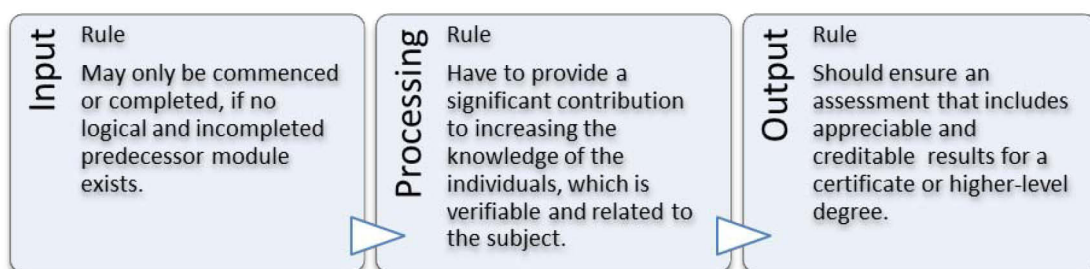 Input
Rule
May only be commenced
or completed, if no
logical and incompleted
predecessor module
exists.
Processing
Rule
Have to provide a
significant contribution
to increasing the
knowledge of the
individuals, which is
verifiable and related to
the subject.
Output
Rule
Should ensure an
assessment that includes
appreciable and
creditable results for a
certificate or higher-level
degree.